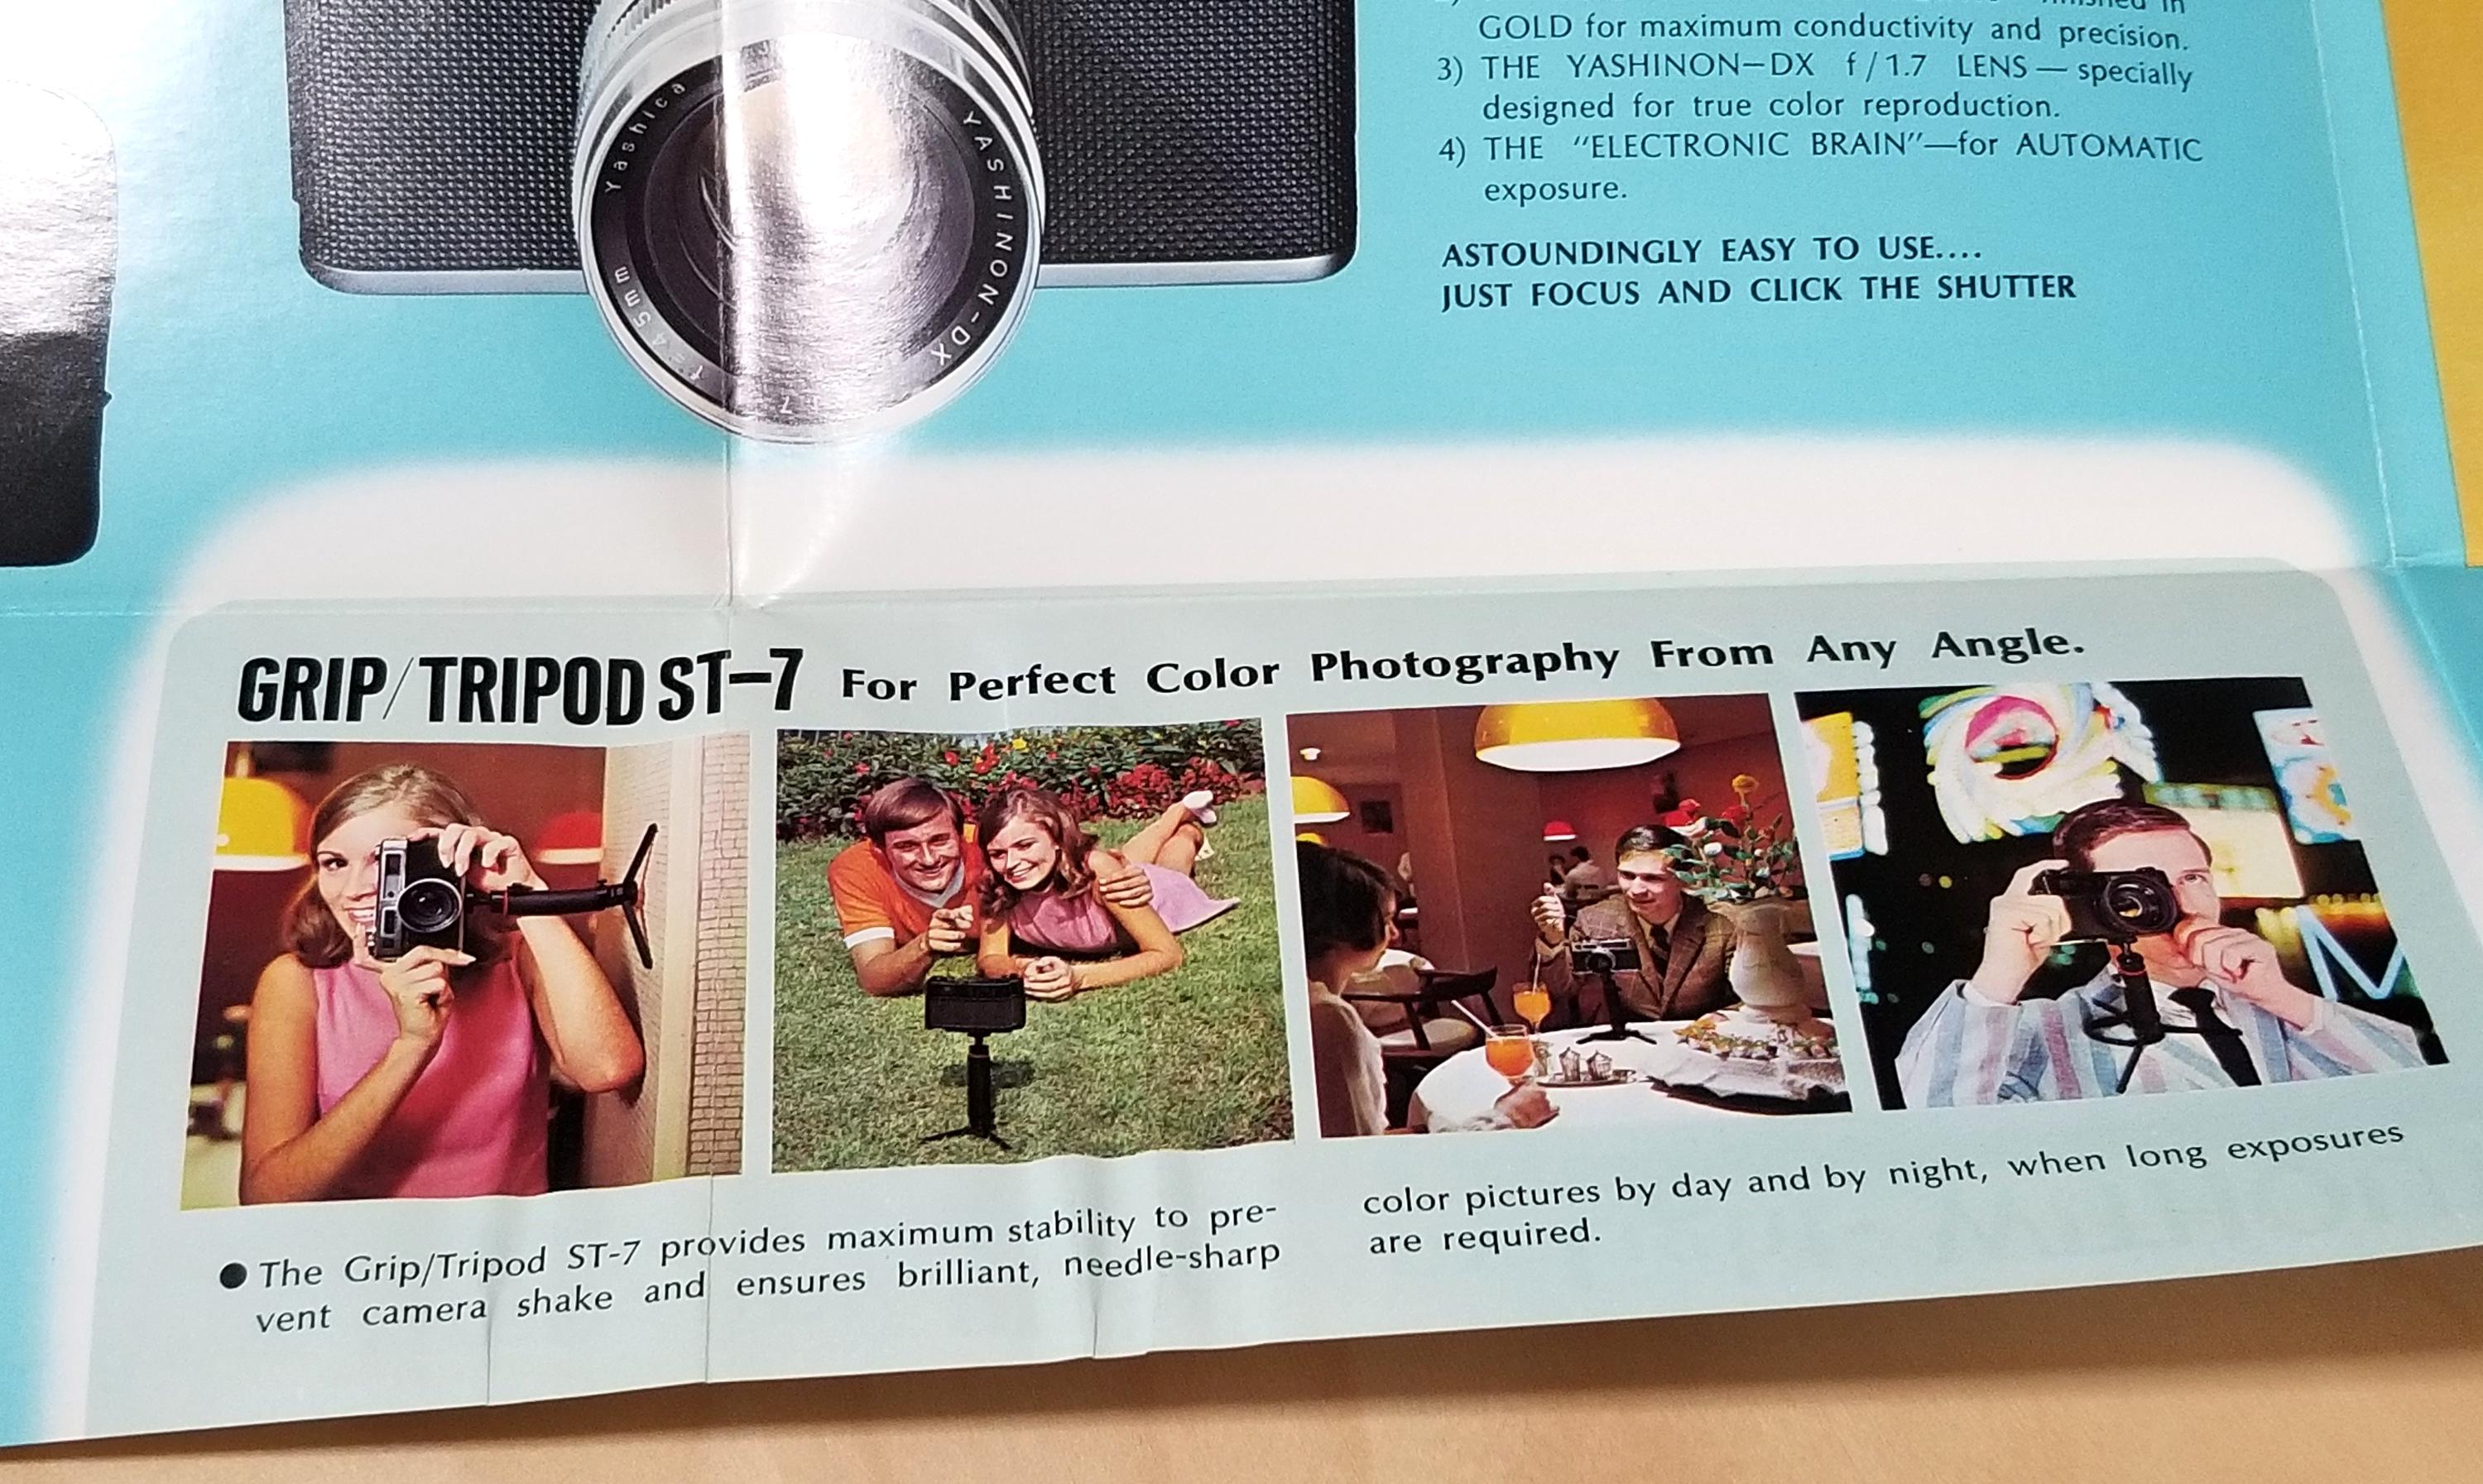 Yashica
YASHINON-DX
f=45mm
finished in
GOLD for maximum conductivity and precision.
3) THE YASHINON-DX f/1.7 LENS — specially
designed for true color reproduction.
4) THE "ELECTRONIC BRAIN"—for AUTOMATIC
exposure.
ASTOUNDINGLY EASY TO USE....
JUST FOCUS AND CLICK THE SHUTTER
GRIP/TRIPOD ST-7 For Perfect Color Photography From Any Angle.
● The Grip/Tripod ST-7 provides maximum stability to pre-
vent camera shake and ensures brilliant, needle-sharp
color pictures by day and by night, when long exposures
are required.